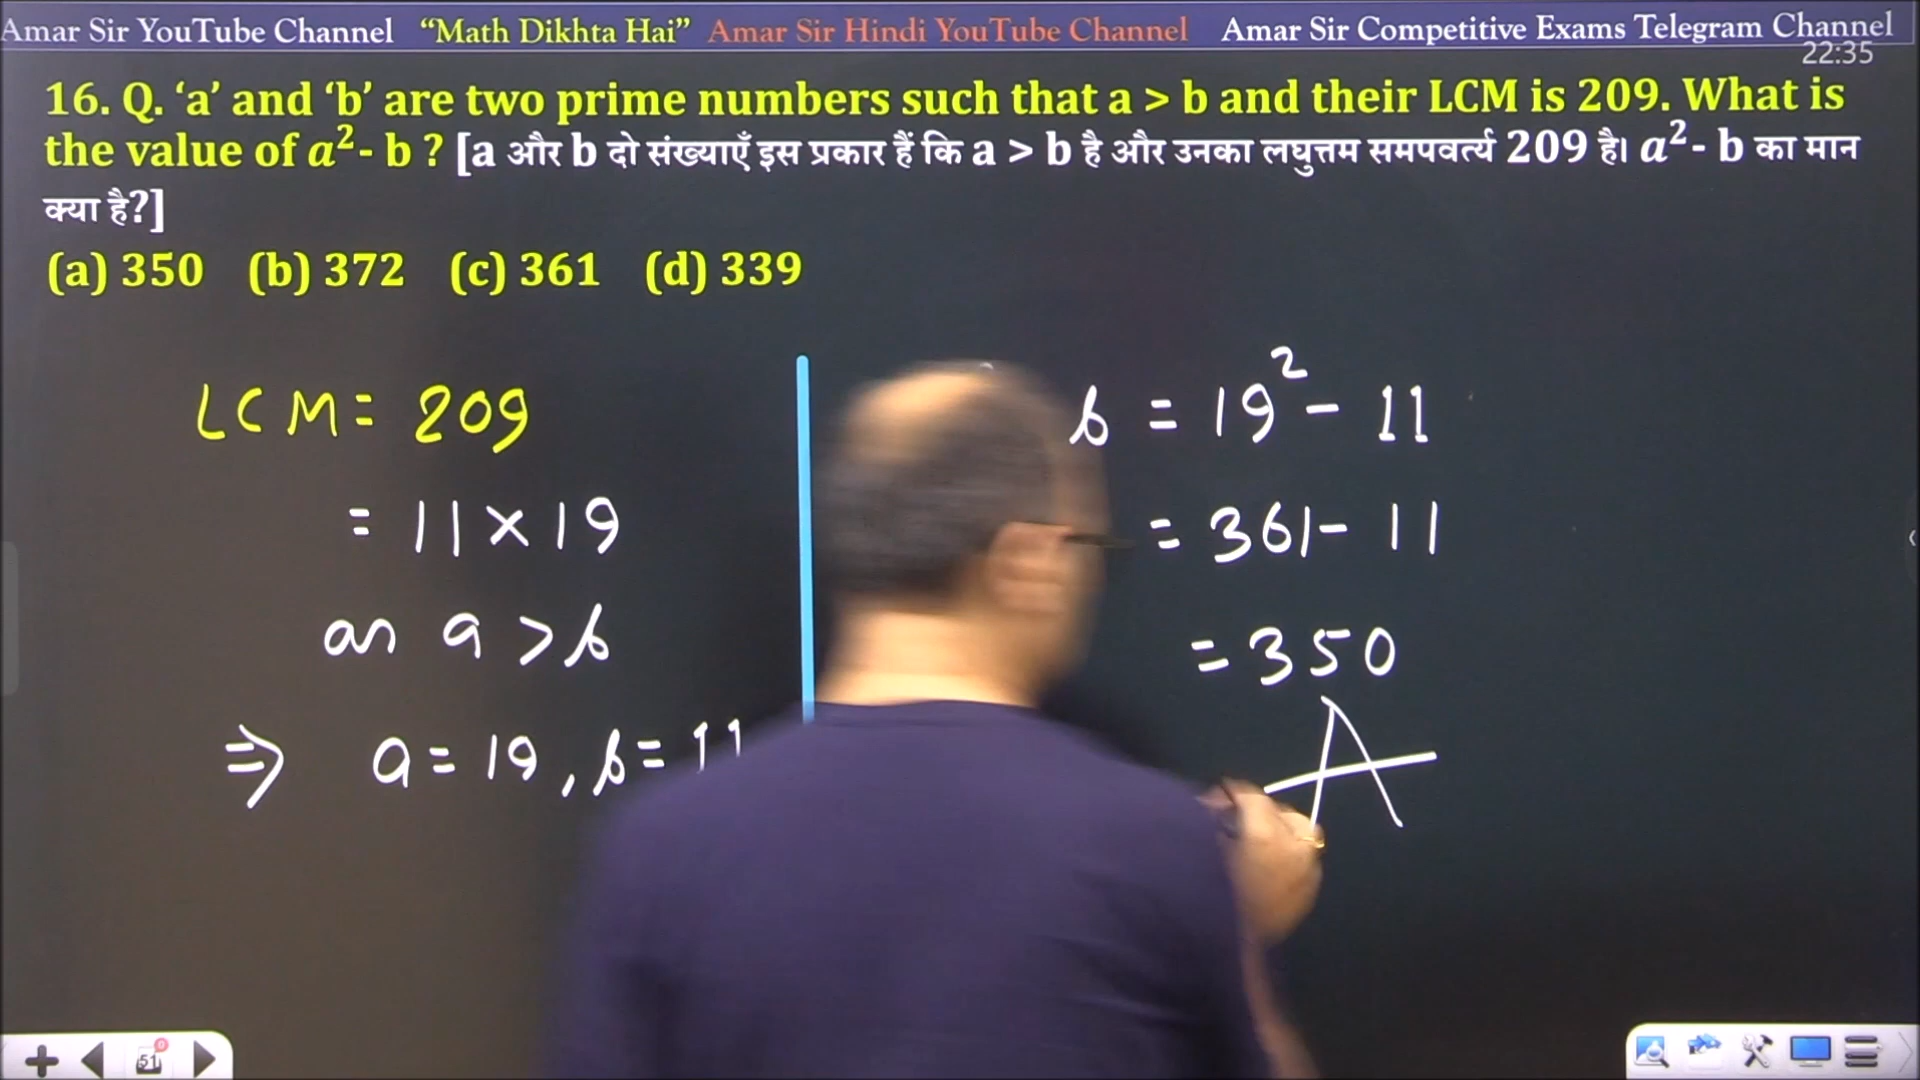 Amar Sir YouTube Channel “Math Dikhta Hai” Amar Sir Hindi YouTube Channel Amar Sir Competitive Exams Telegram Channel
22:35
16. Q. ‘a’ and ‘b’ are two prime numbers such that a > b and their LCM is 209. What is
the value of a² - b ? [a और b दो संख्याएँ इस प्रकार हैं कि a > b है और उनका लघुत्तम समपवर्त्य 209 है। a² - b का मान
क्या है?]
(a) 350 (b) 372 (c) 361 (d) 339
LCM = 209
= 11 × 19
as a > b
⇒ a = 19, b = 11
b = 19² - 11
= 361 - 11
= 350
A
51
0